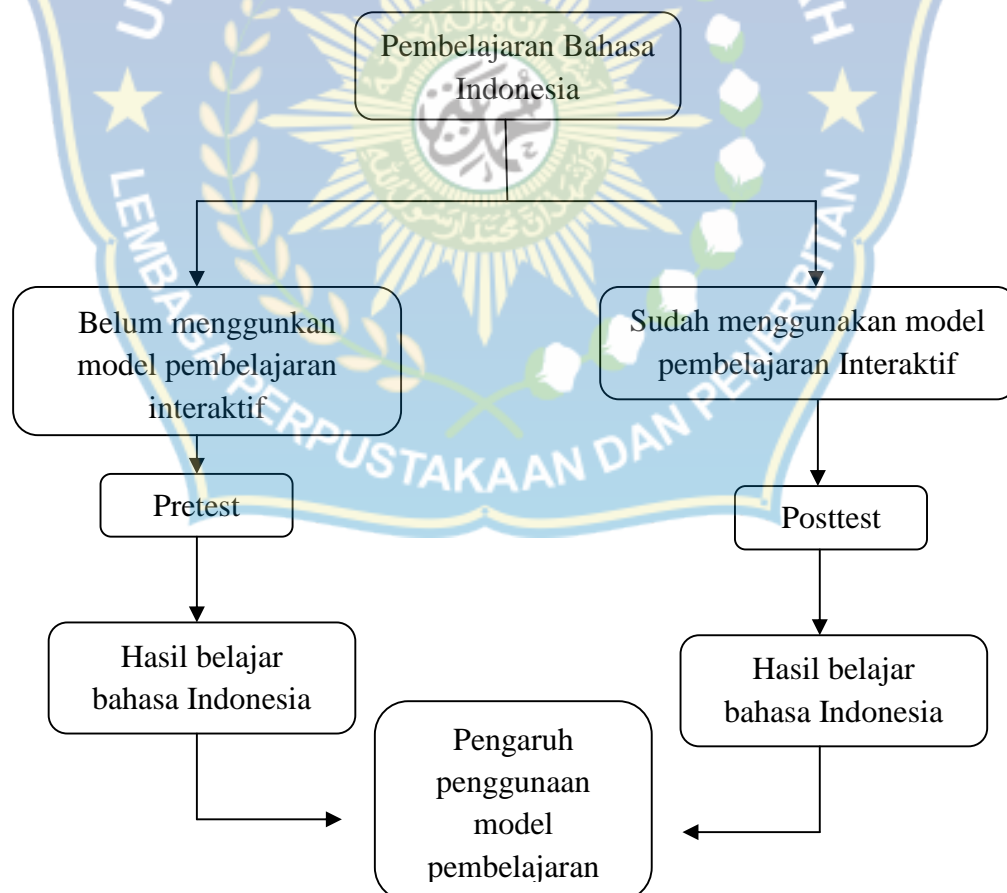 Pembelajaran Bahasa
Indonesia
Belum menggunkan
model pembelajaran
interaktif
Sudah menggunakan model
pembelajaran Interaktif
Pretest
Posttest
Hasil belajar
bahasa Indonesia
Hasil belajar
bahasa Indonesia
Pengaruh
penggunaan
model
pembelajaran
LEMBAGA PERPUSTAKAAN DAN PENERBITAN